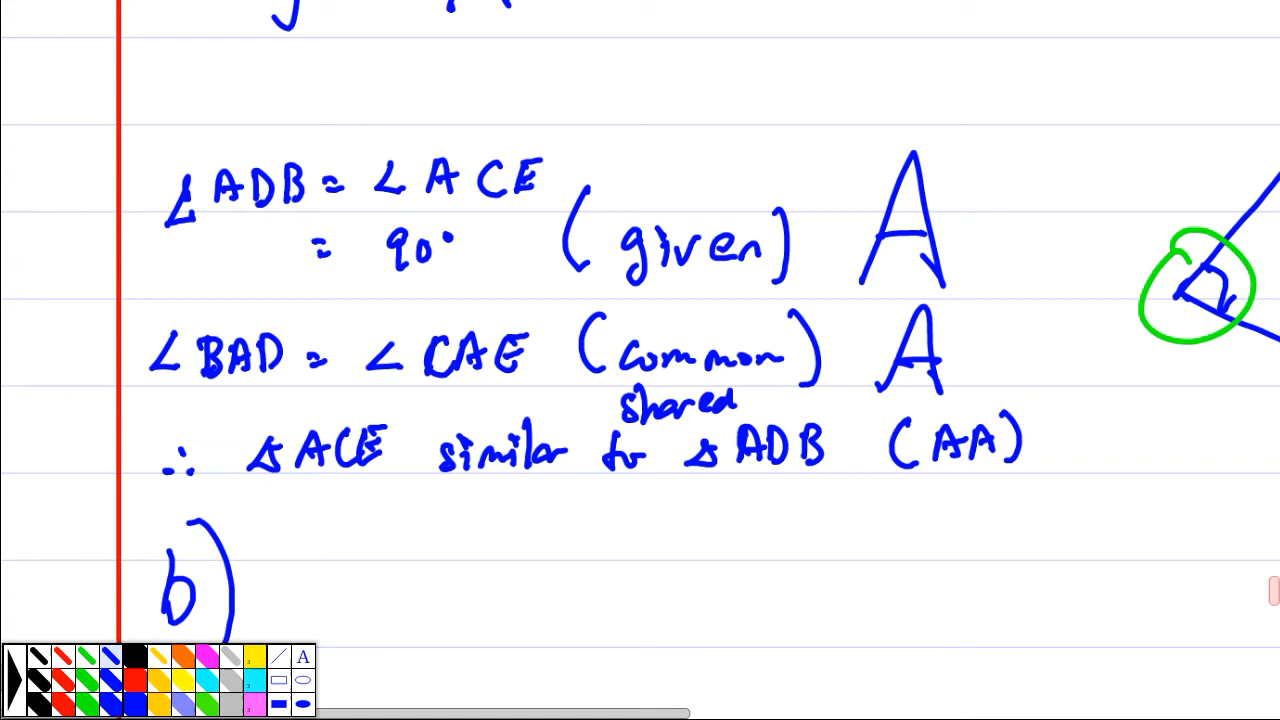 ∠ADB = ∠ACE
= 90° (given) A
∠BAD = ∠CAE (common) A
shared
∴ △ACE similar to △ADB (AA)
b)
A